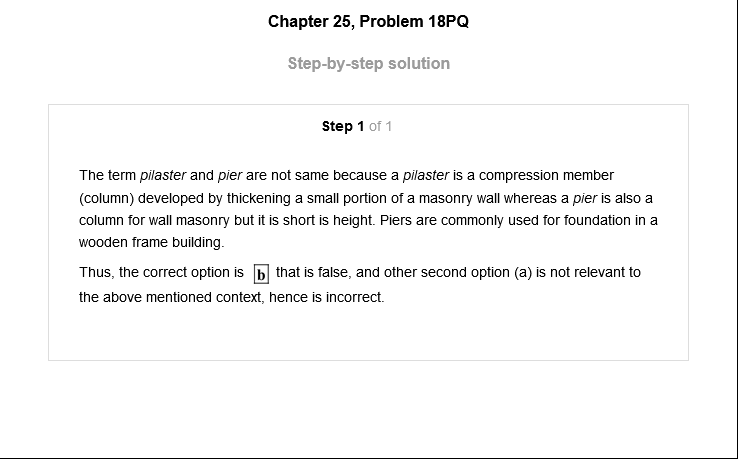 Chapter 25, Problem 18PQ
Step-by-step solution
Step 1 of 1
The term pilaster and pier are not same because a pilaster is a compression member
(column) developed by thickening a small portion of a masonry wall whereas a pier is also a
column for wall masonry but it is short is height. Piers are commonly used for foundation in a
wooden frame building.
Thus, the correct option is b that is false, and other second option (a) is not relevant to
the above mentioned context, hence is incorrect.